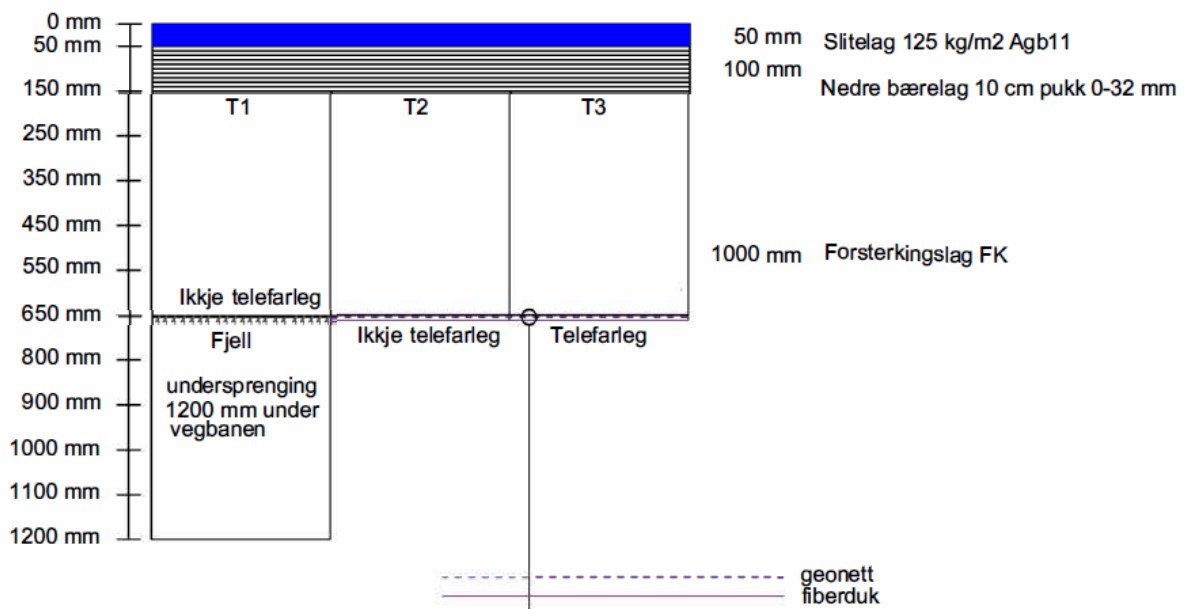 0 mm
50 mm
150 mm
250 mm
350 mm
450 mm
550 mm
650 mm
800 mm
900 mm
1000 mm
1100 mm
1200 mm
T1
T2
T3
50 mm Slitelag 125 kg/m2 Agb11
100 mm
Nedre bærelag 10 cm pukk 0-32 mm
1000 mm Forsterkingslag FK
Ikkje telefarleg
Fjell
Ikkje telefarleg
Telefarleg
undersprenging
1200 mm under
vegbanen
geonett
fiberduk